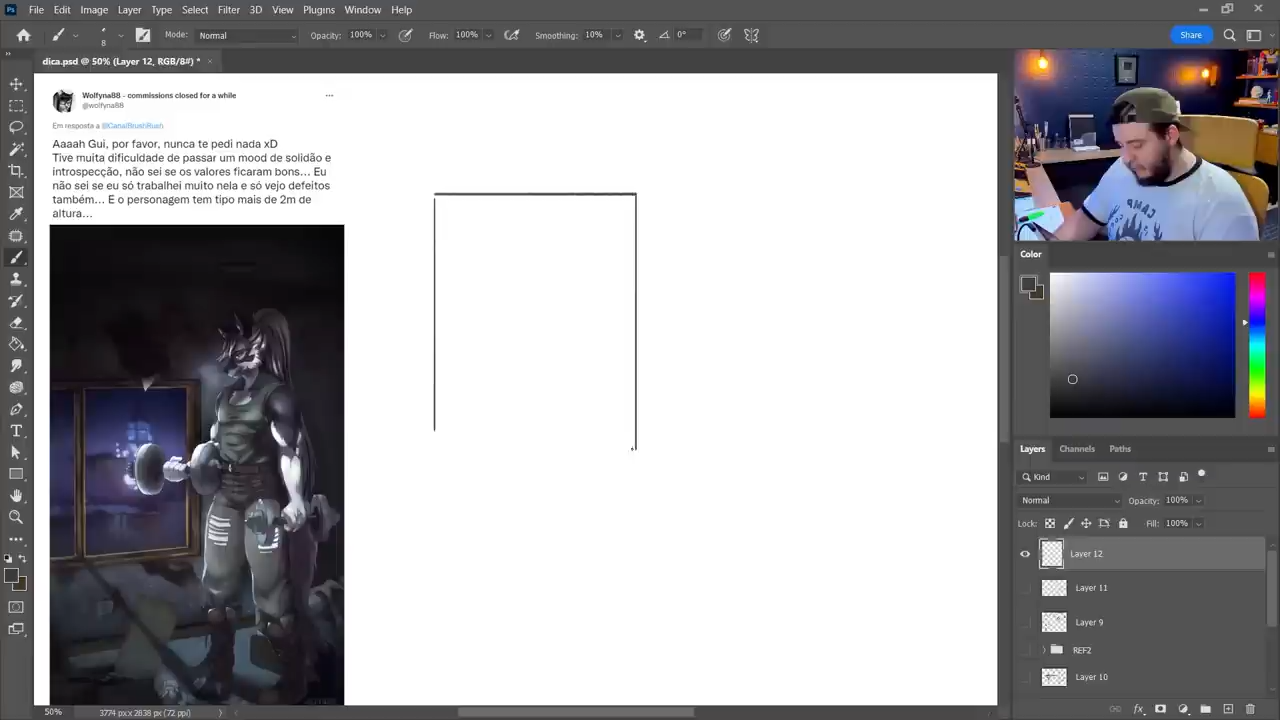 Ps File Edit Image Layer Type Select Filter 3D View Plugins Window Help
8 Mode: Normal Opacity: 100% Flow: 100% Smoothing: 10% 0° Share
dica.psd @ 50% (Layer 12, RGB/8#) *
Wolfyna88 - commissions closed for a while
@wolfyna88
Em resposta a @CanalBrushRush
Aaaah Gui, por favor, nunca te pedi nada xD
Tive muita dificuldade de passar um mood de solidão e
introspecção, não sei se os valores ficaram bons... Eu
não sei se eu só trabalhei muito nela e só vejo defeitos
também... E o personagem tem tipo mais de 2m de
altura...
CAMP
Color
Layers Channels Paths
Kind
Normal Opacity: 100%
Lock: Fill: 100%
Layer 12
Layer 11
Layer 9
REF2
Layer 10
fx
50% 3774 px x 2638 px (72 ppi)